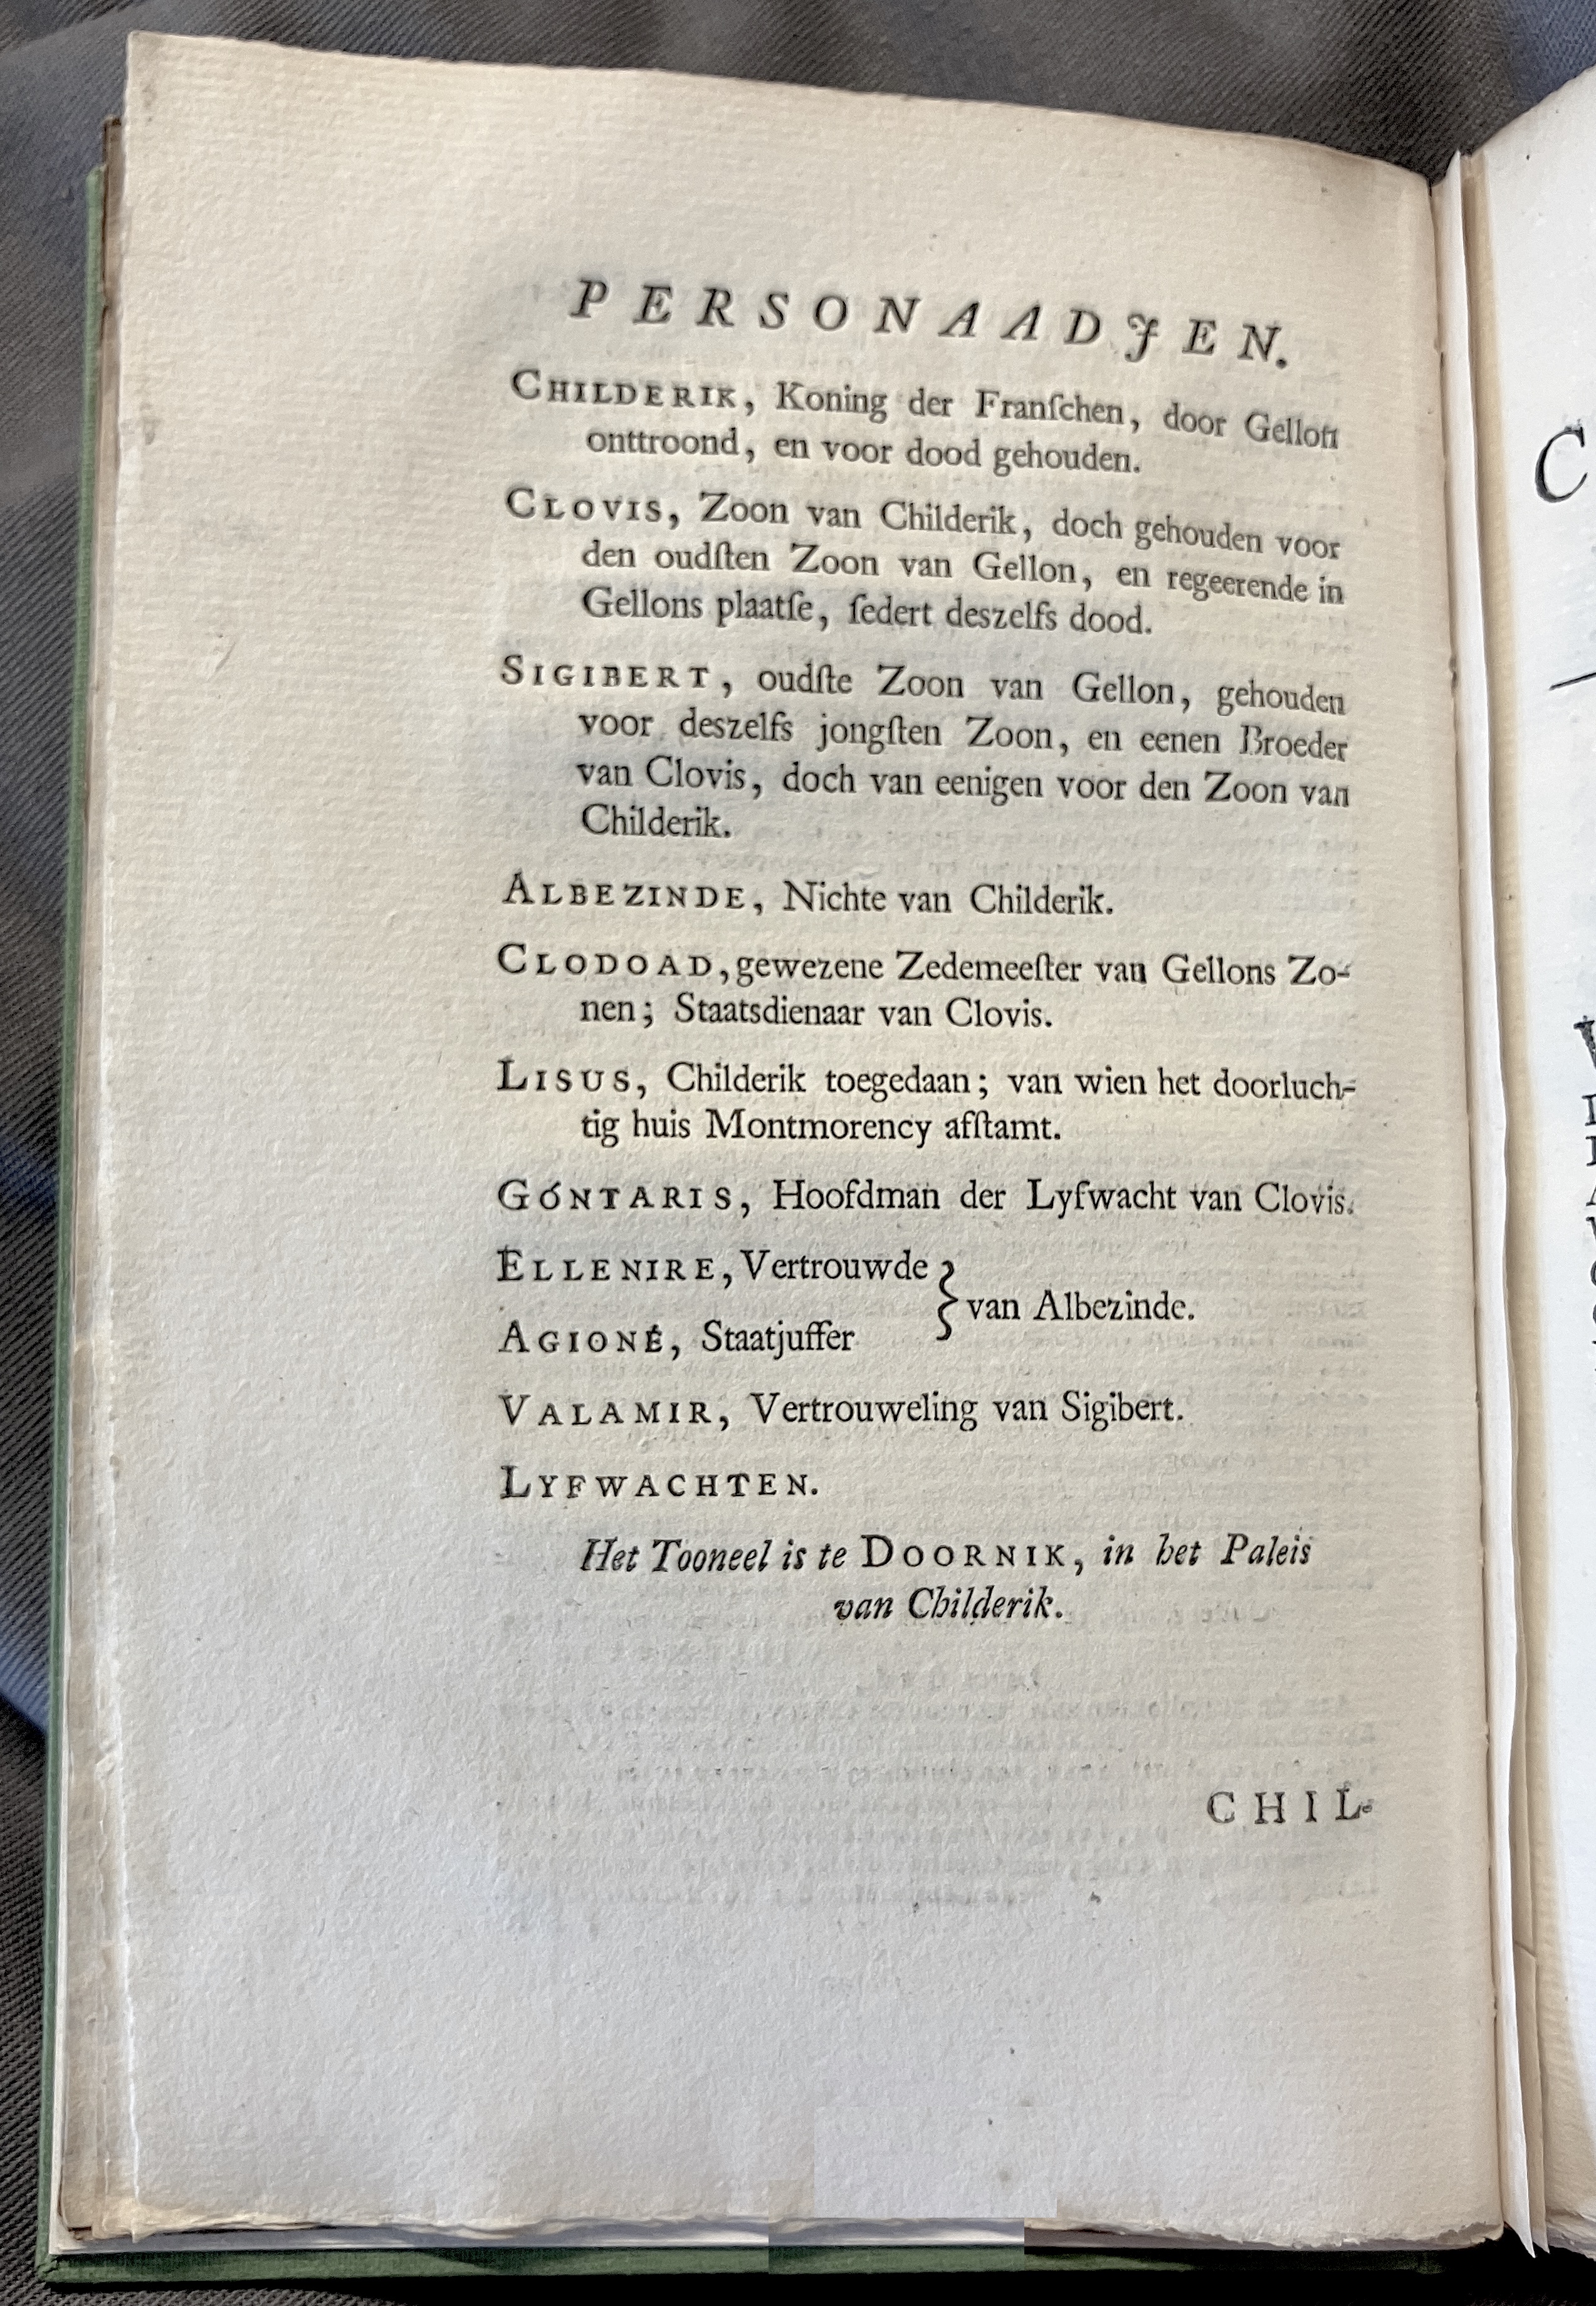 PERSONAADJEN.
CHILDERIK, Koning der Franſchen, door Gellon
onttroond, en voor dood gehouden.
CLOVIS, Zoon van Childerik, doch gehouden voor
den oudſten Zoon van Gellon, en regeerende in
Gellons plaatſe, ſedert deszelfs dood.
SIGIBERT, oudſte Zoon van Gellon, gehouden
voor deszelfs jongſten Zoon, en eenen Broeder
van Clovis, doch van eenigen voor den Zoon van
Childerik.
ALBEZINDE, Nichte van Childerik.
CLODOAD, gewezene Zedemeeſter van Gellons Zo-
nen; Staatsdienaar van Clovis.
LISUS, Childerik toegedaan; van wien het doorluch-
tig huis Montmorency afſtamt.
GÓNTARIS, Hoofdman der Lyfwacht van Clovis.
ELLENIRE, Vertrouwde
} van Albezinde.
AGIONÉ, Staatjuffer
VALAMIR, Vertrouweling van Sigibert.
LYFWACHTEN.
Het Tooneel is te DOORNIK, in het Paleis
van Childerik.
CHIL-
C